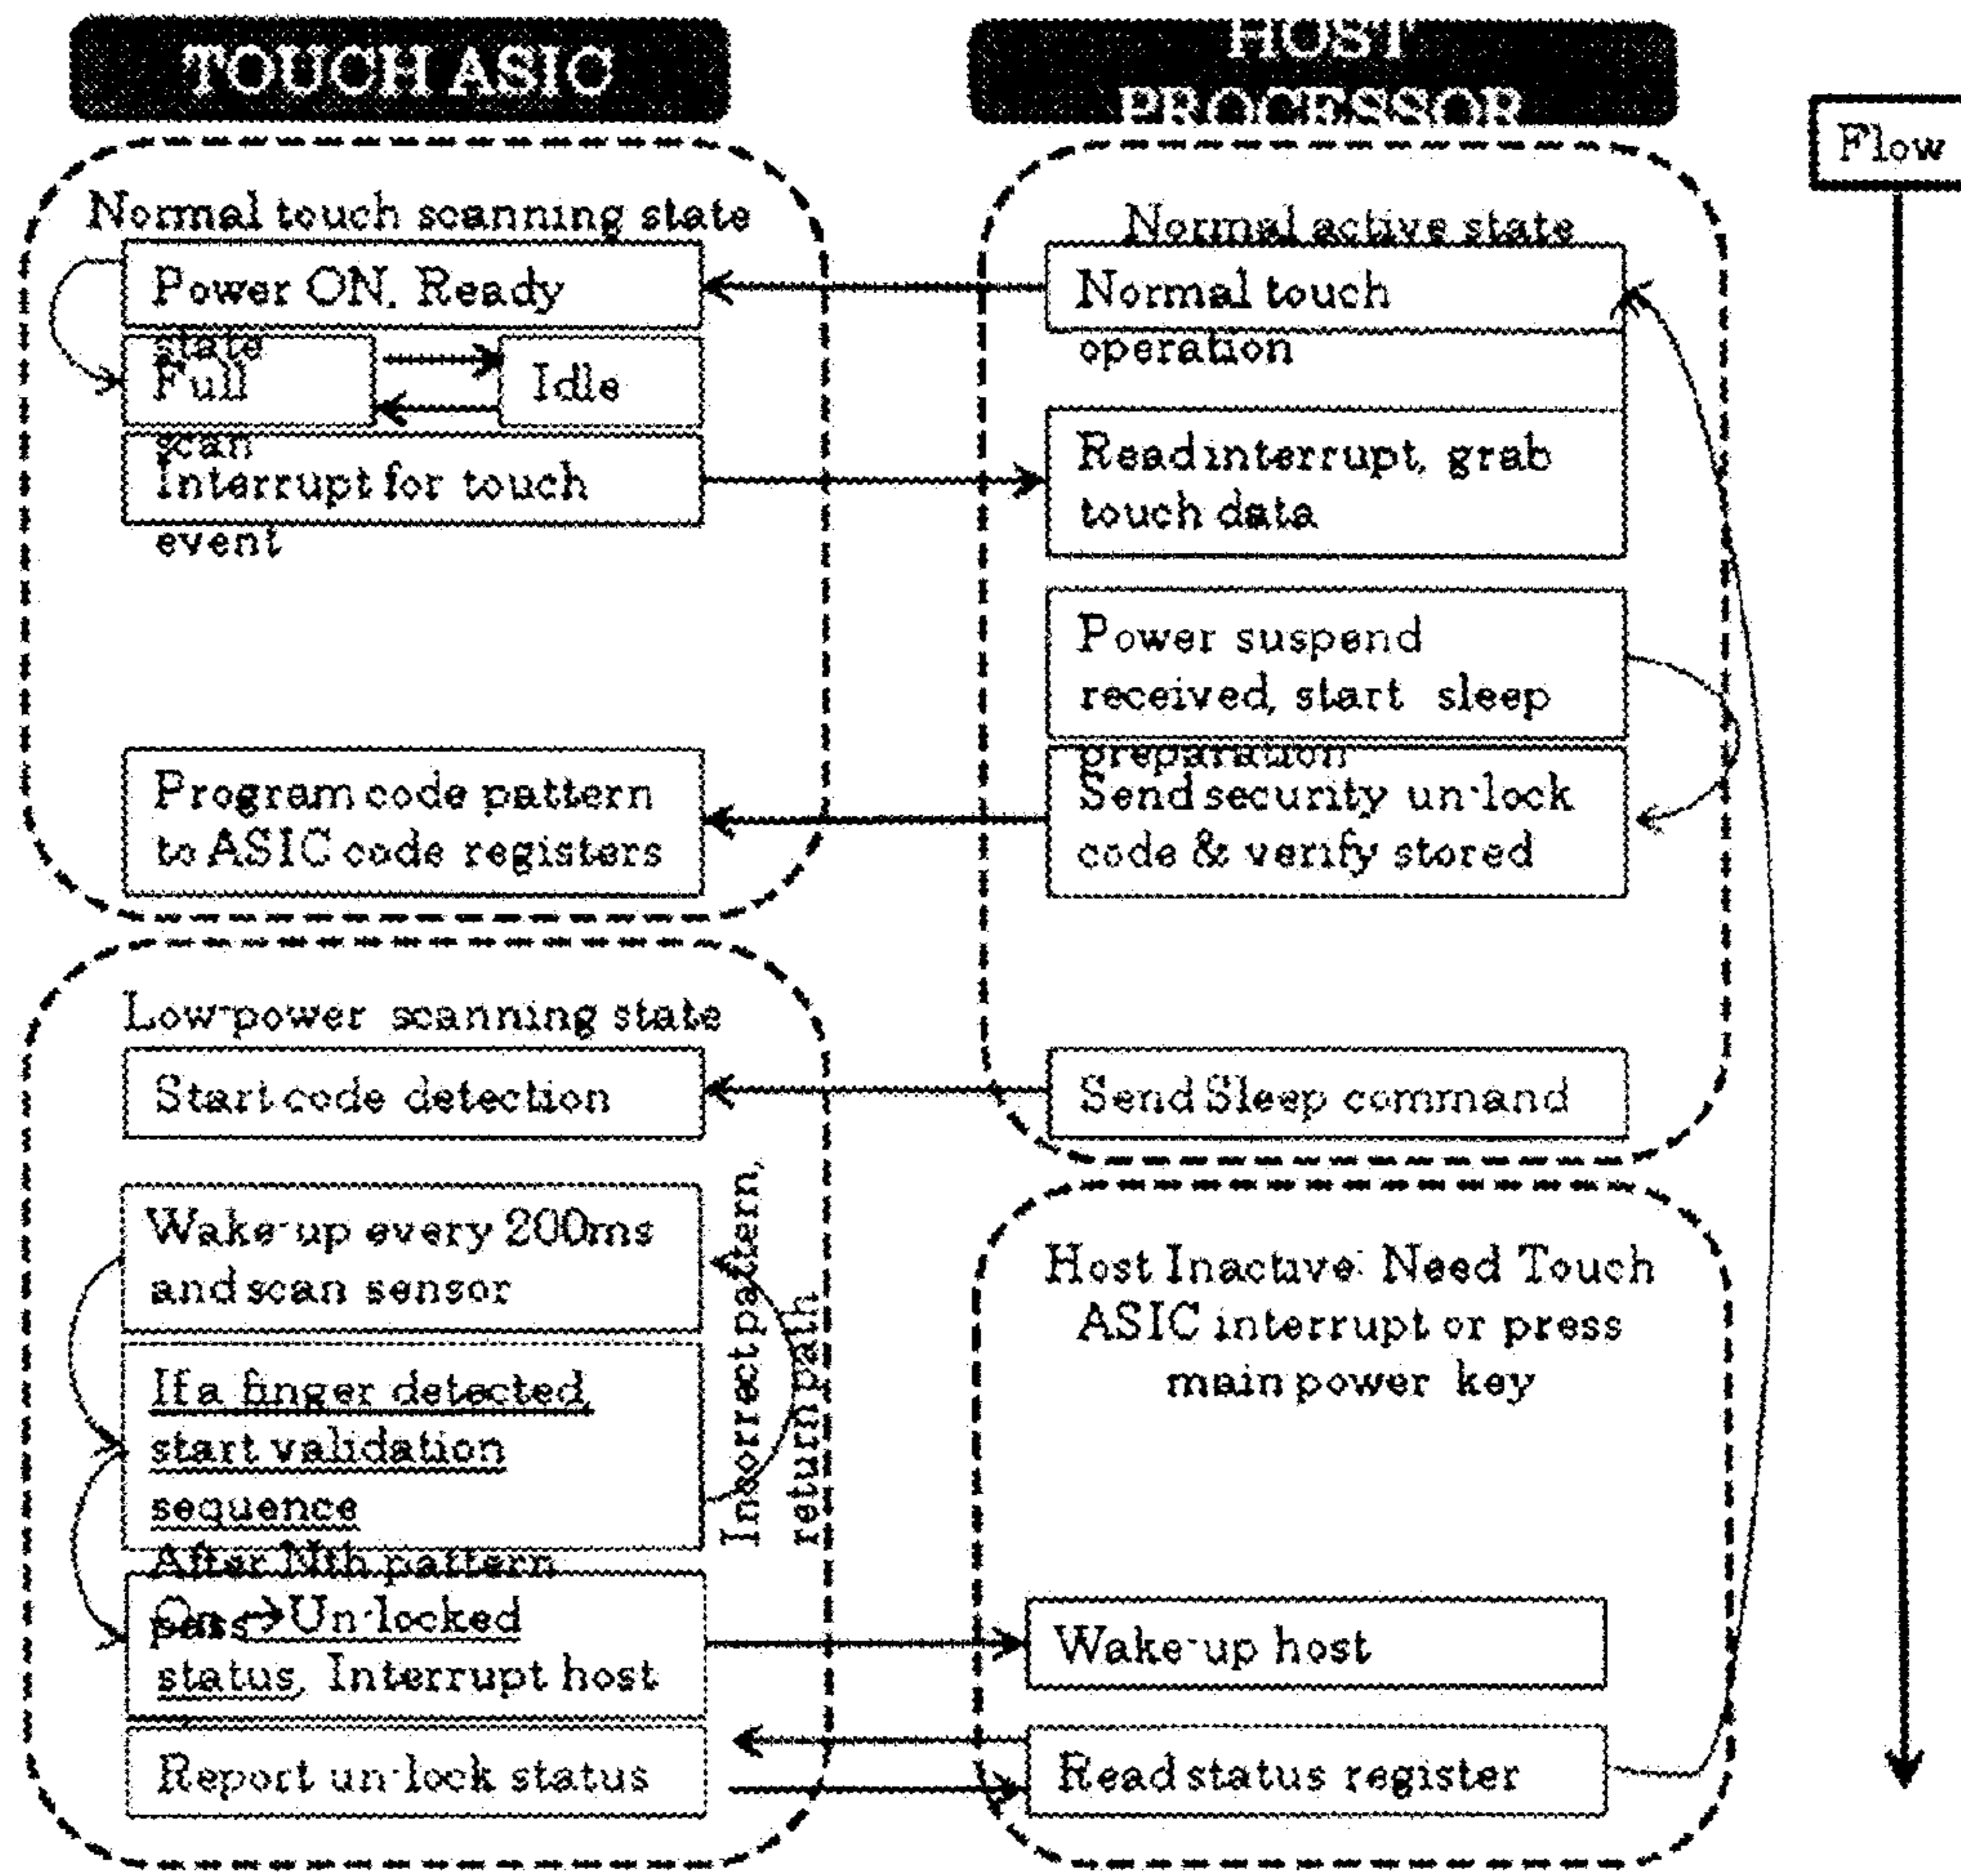 TOUCH ASIC
HOST
PROCESSOR
Flow
Normal touch scanning state
Power ON, Ready
state
Full
scan
Idle
Interrupt for touch
event
Program code pattern
to ASIC code registers
Normal active state
Normal touch
operation
Read interrupt, grab
touch data
Power suspend
received, start sleep
preparation
Send security un-lock
code & verify stored
Send Sleep command
Low-power scanning state
Start code detection
Wake-up every 200ms
and scan sensor
If a finger detected,
start validation
sequence
Incorrect pattern,
return path
After Nth pattern
pass → Un-locked
status, Interrupt host
Report un-lock status
Host Inactive: Need Touch
ASIC interrupt or press
main power key
Wake-up host
Read status register